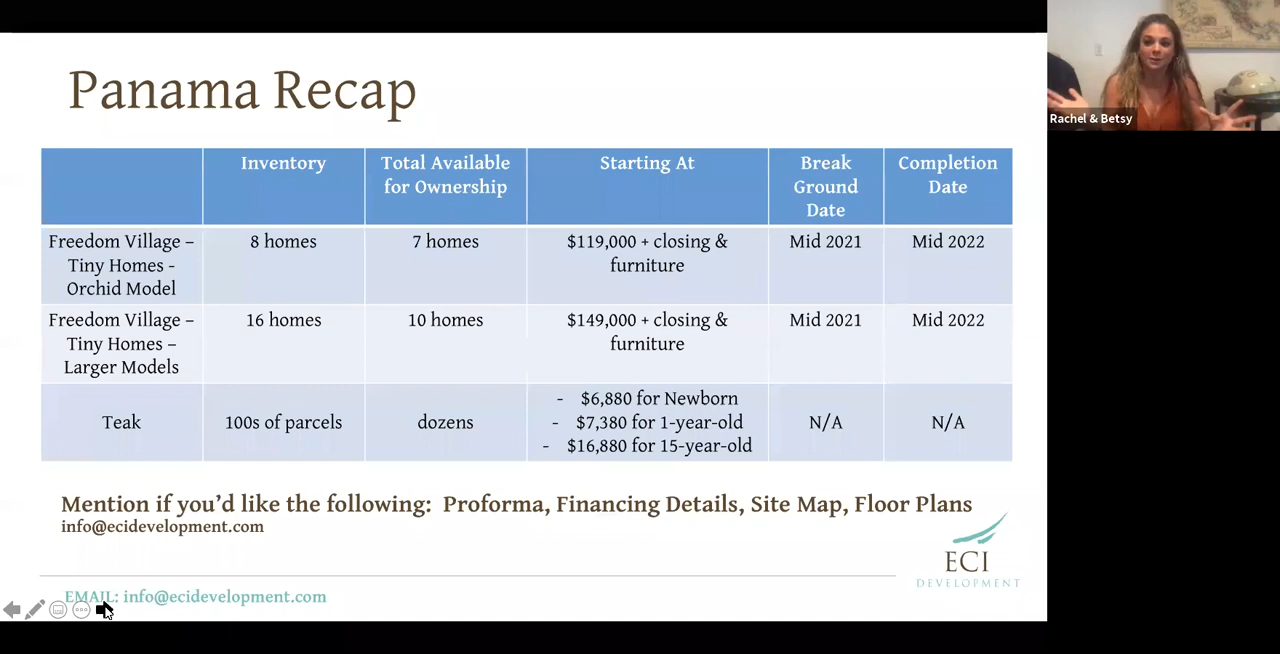 Panama Recap
Inventory
Total Available
for Ownership
Starting At
Break
Ground
Date
Completion
Date
Freedom Village –
Tiny Homes -
Orchid Model
8 homes
7 homes
$119,000 + closing &
furniture
Mid 2021
Mid 2022
Freedom Village –
Tiny Homes –
Larger Models
16 homes
10 homes
$149,000 + closing &
furniture
Mid 2021
Mid 2022
Teak
100s of parcels
dozens
- $6,880 for Newborn
- $7,380 for 1-year-old
- $16,880 for 15-year-old
N/A
N/A
Mention if you’d like the following: Proforma, Financing Details, Site Map, Floor Plans
info@ecidevelopment.com
ECI
DEVELOPMENT
EMAIL: info@ecidevelopment.com
Rachel & Betsy